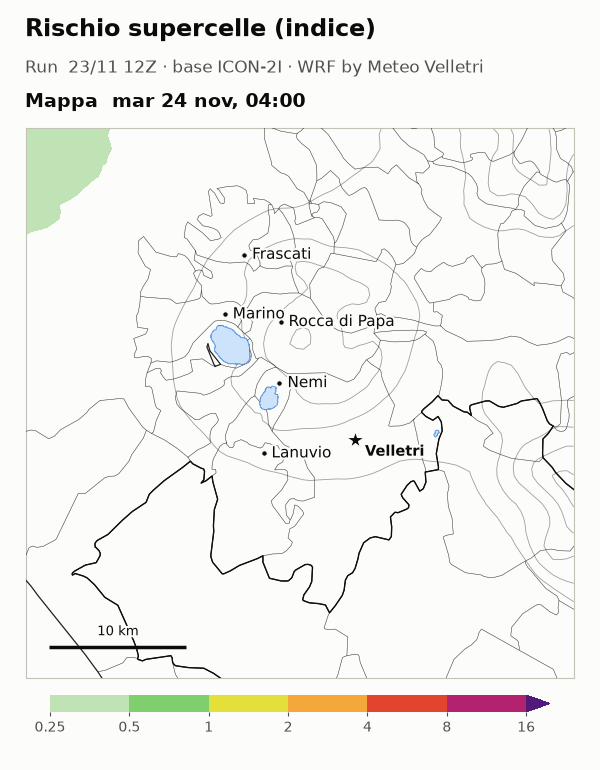 Rischio supercelle (indice)
Run  23/11 12Z · base ICON-2I · WRF by Meteo Velletri
Mappa  mar 24 nov, 04:00
Frascati
Marino
Rocca di Papa
Nemi
Velletri
Lanuvio
10 km
0.25 0.5 1 2 4 8 16